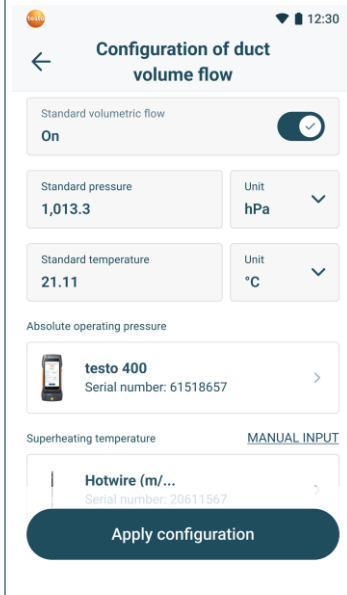 testo
12:30
Configuration of duct
volume flow
Standard volumetric flow
On
Standard pressure
1,013.3
Unit
hPa
Standard temperature
21.11
Unit
°C
Absolute operating pressure
testo 400
Serial number: 61518657
Superheating temperature
MANUAL INPUT
Hotwire (m/...
Serial number: 20611567
Apply configuration